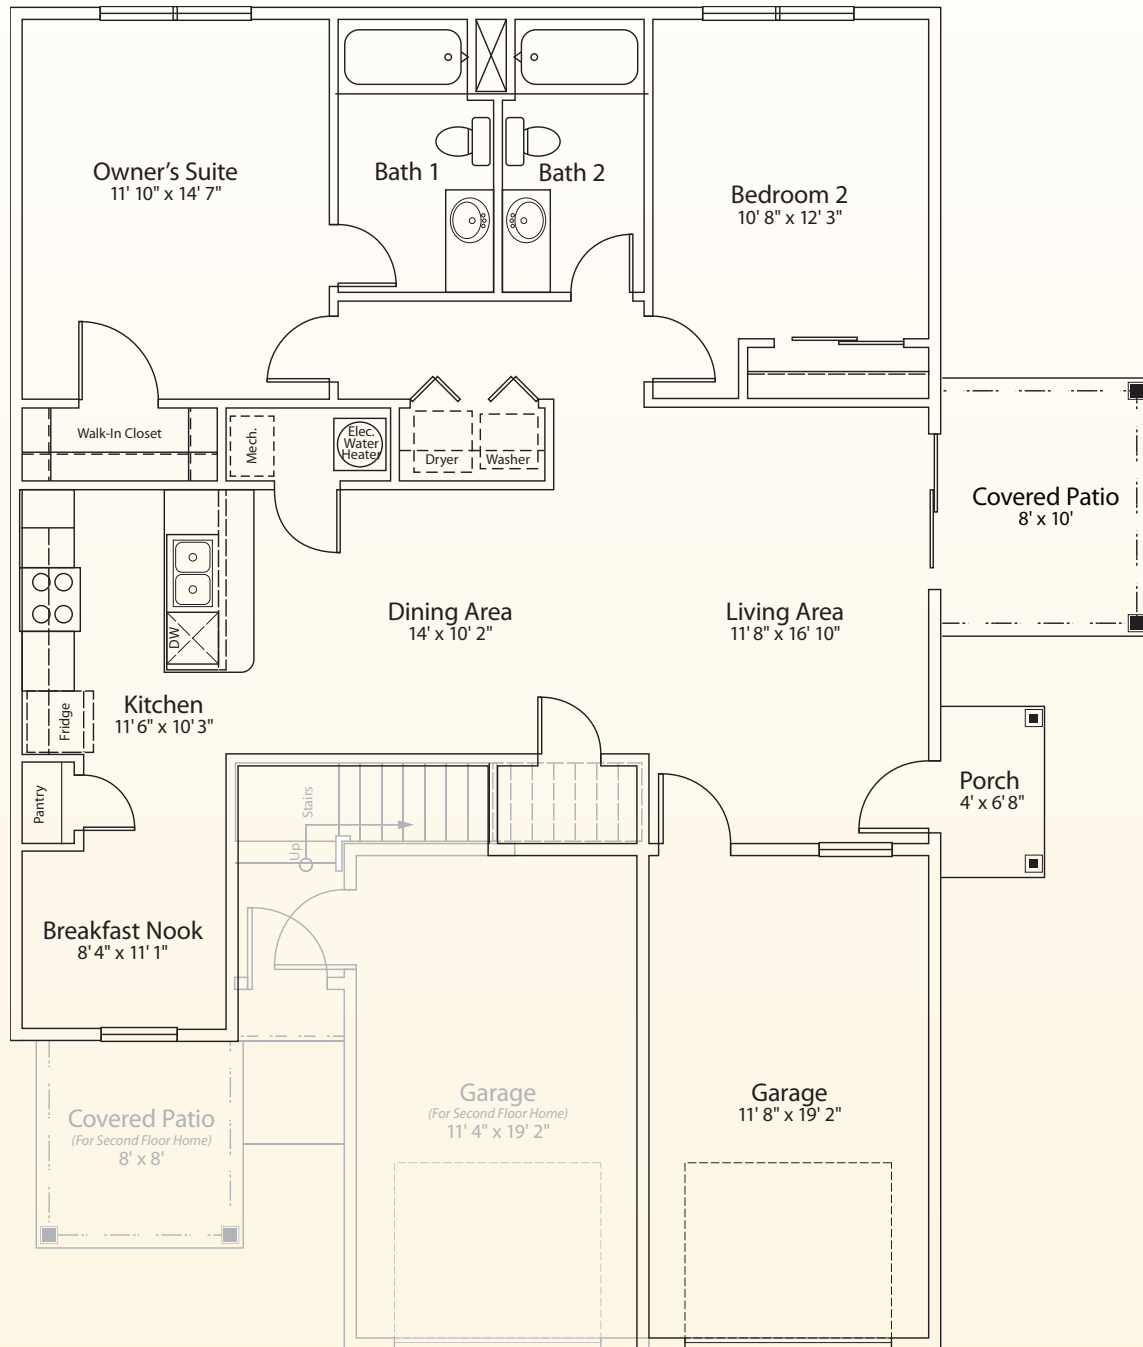 Owner's Suite
11' 10" x 14' 7"
Bath 1
Bath 2
Bedroom 2
10' 8" x 12' 3"
Walk-In Closet
Mech.
Elec.
Water
Heater
Dryer
Washer
Covered Patio
8' x 10'
DW
Dining Area
14' x 10' 2"
Living Area
11' 8" x 16' 10"
Kitchen
11' 6" x 10' 3"
Fridge
Pantry
Stairs
Up
Porch
4' x 6' 8"
Breakfast Nook
8' 4" x 11' 1"
Covered Patio
(For Second Floor Home)
8' x 8'
Garage
(For Second Floor Home)
11' 4" x 19' 2"
Garage
11' 8" x 19' 2"